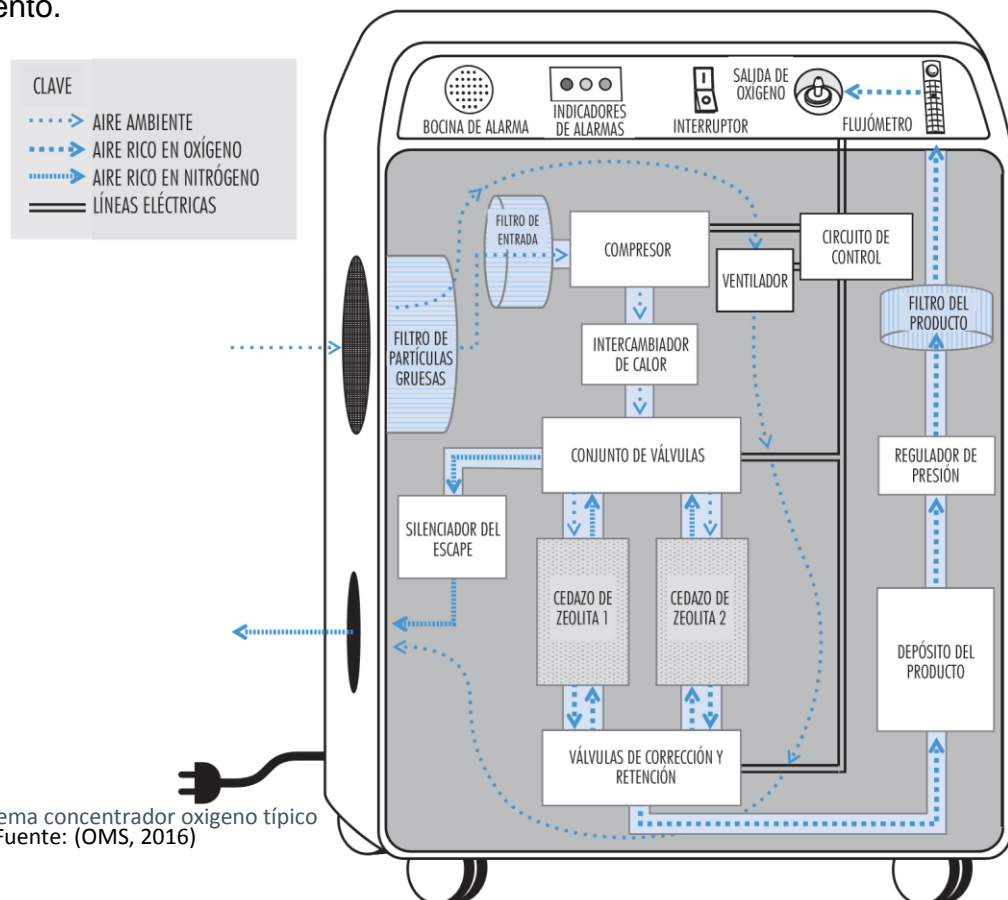 ento.
CLAVE
AIRE AMBIENTE
AIRE RICO EN OXÍGENO
AIRE RICO EN NITRÓGENO
LÍNEAS ELÉCTRICAS
BOCINA DE ALARMA
INDICADORES
DE ALARMAS
INTERRUPTOR
SALIDA DE
OXÍGENO
FLUJÓMETRO
FILTRO DE
ENTRADA
COMPRESOR
VENTILADOR
CIRCUITO DE
CONTROL
FILTRO DEL
PRODUCTO
FILTRO DE
PARTÍCULAS
GRUESAS
INTERCAMBIADOR
DE CALOR
CONJUNTO DE VÁLVULAS
REGULADOR DE
PRESIÓN
SILENCIADOR DEL
ESCAPE
CEDAZO DE
ZEOLITA 1
CEDAZO DE
ZEOLITA 2
DEPÓSITO DEL
PRODUCTO
VÁLVULAS DE CORRECCIÓN Y
RETENCIÓN
ema concentrador oxigeno típico
Fuente: (OMS, 2016)